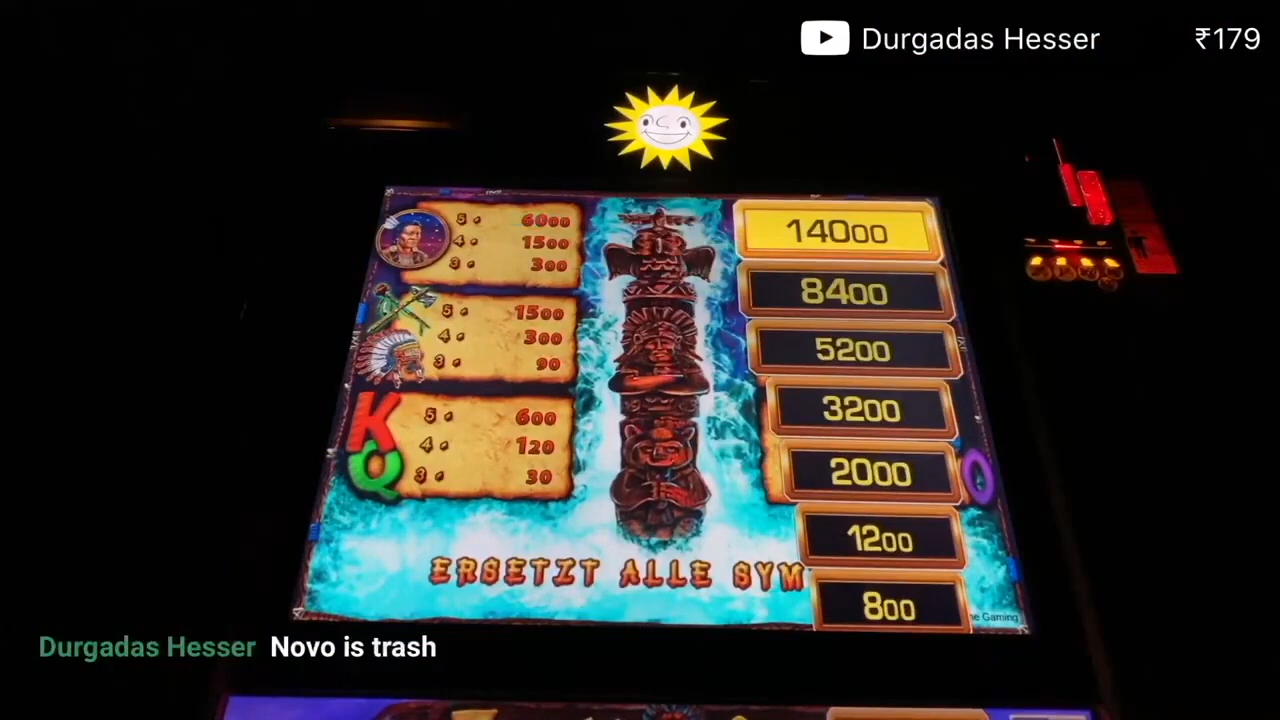 Durgadas Hesser ₹179
5 6000
4 1500
3 300
5 1500
4 300
3 90
K 5 600
Q 4 120
3 30
14000
8400
5200
3200
2000
1200
800
ERSETZT ALLE SYM
e Gaming
Durgadas Hesser Novo is trash